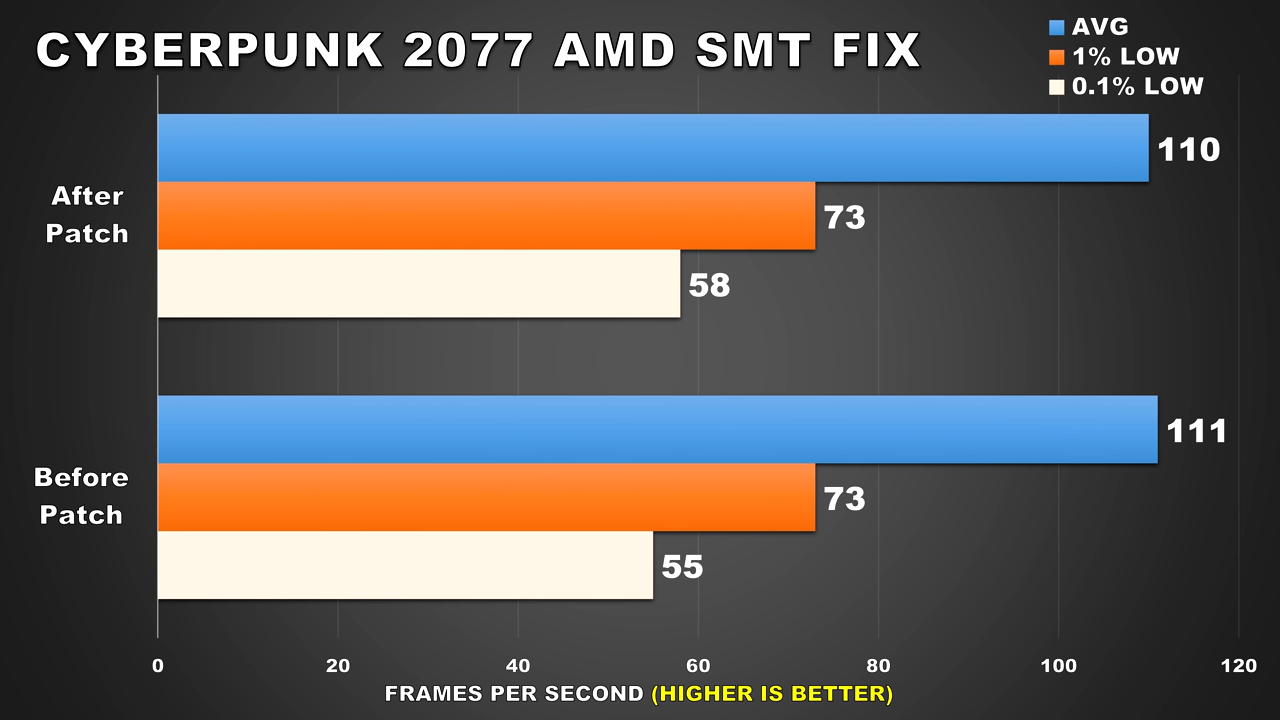 CYBERPUNK 2077 AMD SMT FIX
AVG
1% LOW
0.1% LOW
After
Patch
110
73
58
Before
Patch
111
73
55
0 20 40 60 80 100 120
FRAMES PER SECOND (HIGHER IS BETTER)